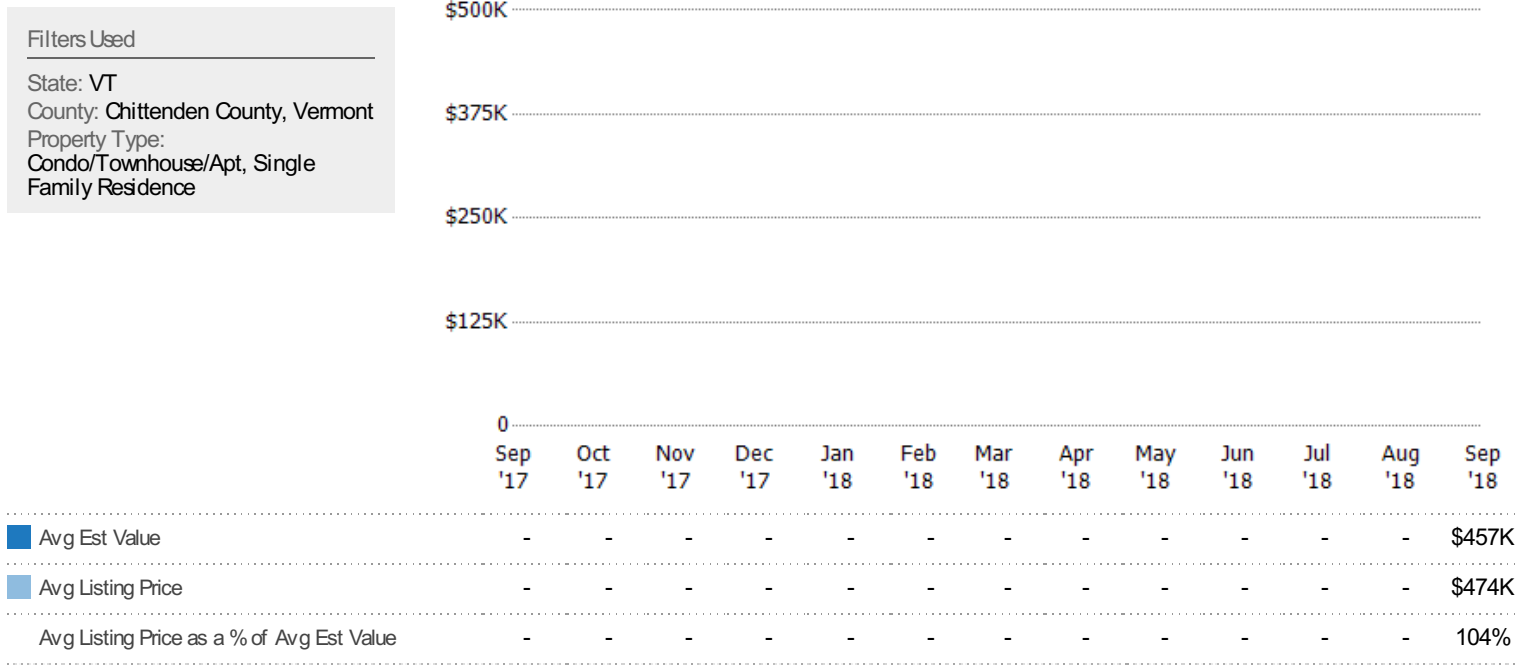 Filters Used
State: VT
County: Chittenden County, Vermont
Property Type:
Condo/Townhouse/Apt, Single
Family Residence
$500K
$375K
$250K
$125K
0
Sep Oct Nov Dec Jan Feb Mar Apr May Jun Jul Aug Sep
'17 '17 '17 '17 '18 '18 '18 '18 '18 '18 '18 '18 '18
Avg Est Value - - - - - - - - - - - - $457K
Avg Listing Price - - - - - - - - - - - - $474K
Avg Listing Price as a % of Avg Est Value - - - - - - - - - - - - 104%